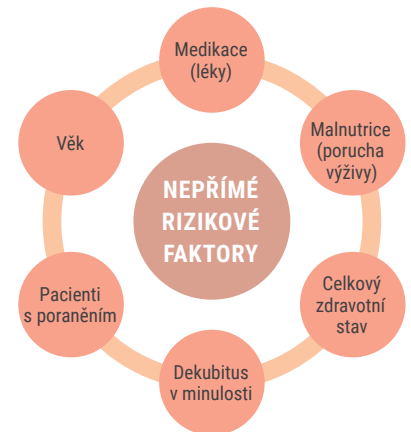 Medikace
(léky)
Malnutrice
(porucha
výživy)
Celkový
zdravotní
stav
Dekubitus
v minulosti
Pacienti
s poraněním
Věk
NEPŘÍMÉ
RIZIKOVÉ
FAKTORY